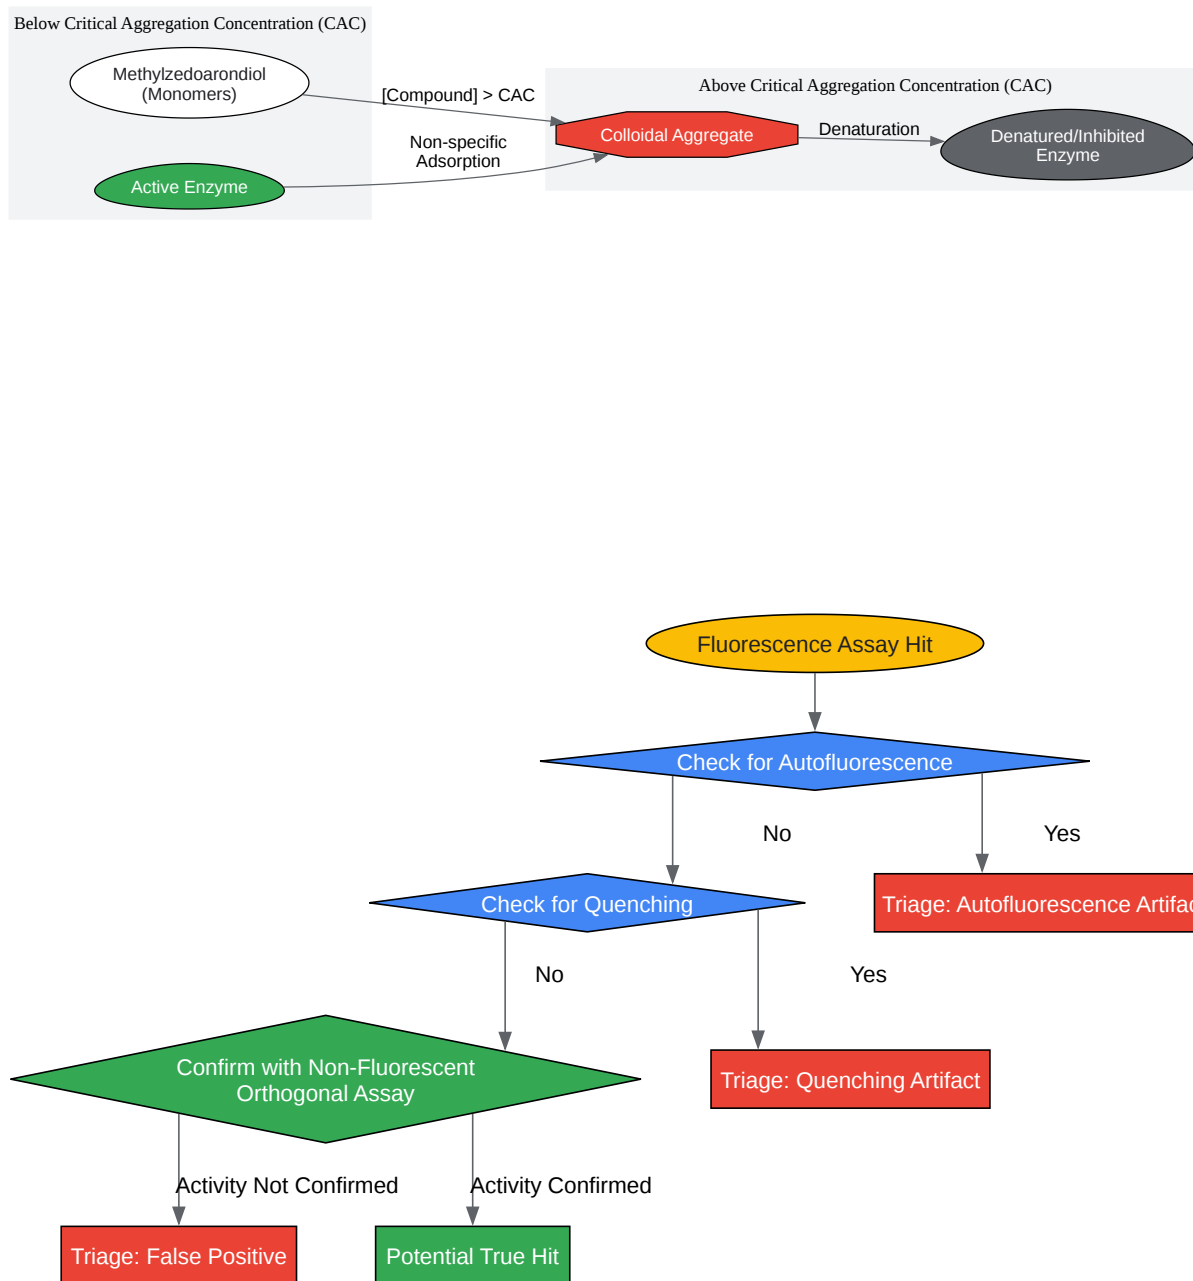 Below Critical Aggregation Concentration (CAC)
Methylzedoarondiol
(Monomers)
[Compound] > CAC
Above Critical Aggregation Concentration (CAC)
Colloidal Aggregate
Denaturation
Denatured/Inhibited
Enzyme
Non-specific
Adsorption
Active Enzyme
Fluorescence Assay Hit
Check for Autofluorescence
No
Yes
Check for Quenching
Triage: Autofluorescence Artifac
No
Yes
Confirm with Non-Fluorescent
Orthogonal Assay
Triage: Quenching Artifact
Activity Not Confirmed
Activity Confirmed
Triage: False Positive
Potential True Hit